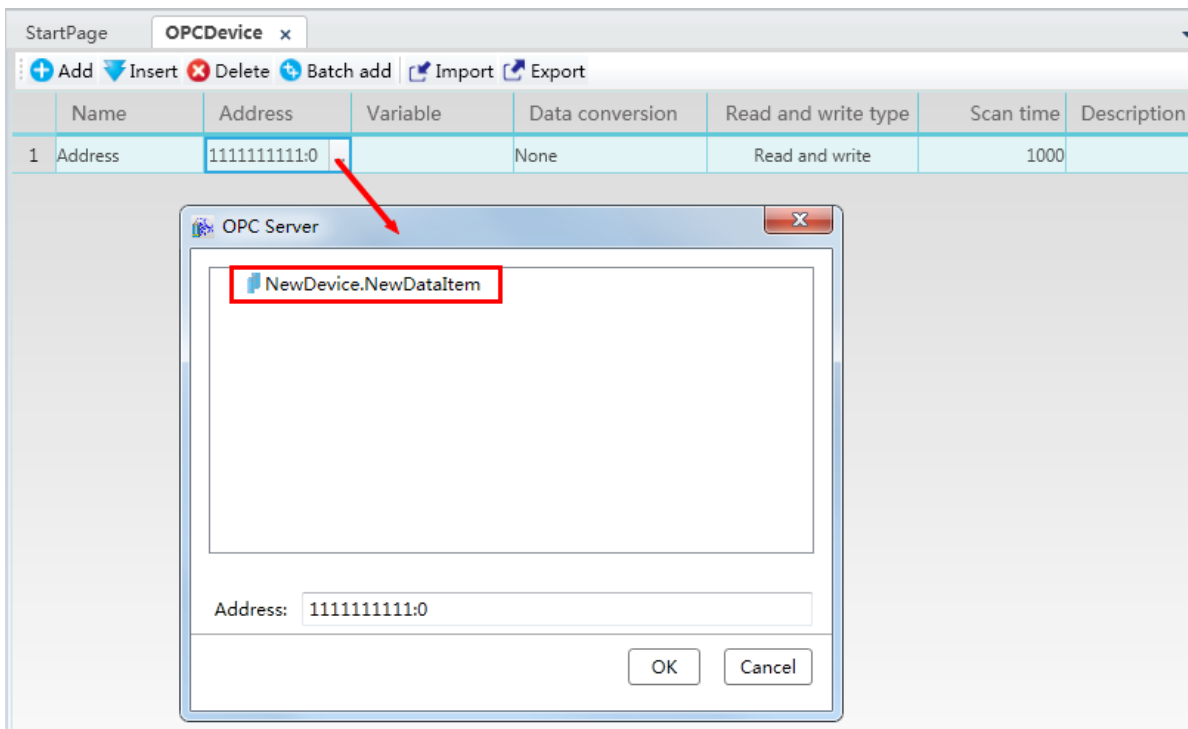 StartPage OPCDevice x
Add Insert Delete Batch add Import Export
Name Address Variable Data conversion Read and write type Scan time Description
1 Address 1111111111:0 ... None Read and write 1000
OPC Server
NewDevice.NewDataItem
Address: 1111111111:0
OK Cancel